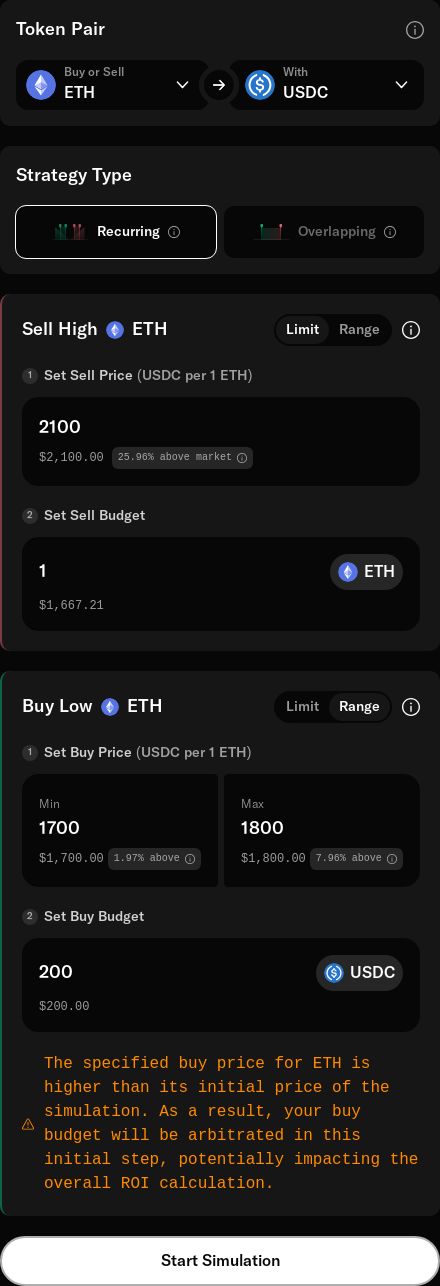 Token Pair
Buy or Sell
ETH
With
USDC
Strategy Type
Recurring
Overlapping
Sell High ETH
Limit Range
1 Set Sell Price (USDC per 1 ETH)
2100
$2,100.00 25.96% above market
2 Set Sell Budget
1 ETH
$1,667.21
Buy Low ETH
Limit Range
1 Set Buy Price (USDC per 1 ETH)
Min
1700
$1,700.00 1.97% above
Max
1800
$1,800.00 7.96% above
2 Set Buy Budget
200 USDC
$200.00
The specified buy price for ETH is
higher than its initial price of the
simulation. As a result, your buy
budget will be arbitrated in this
initial step, potentially impacting the
overall ROI calculation.
Start Simulation